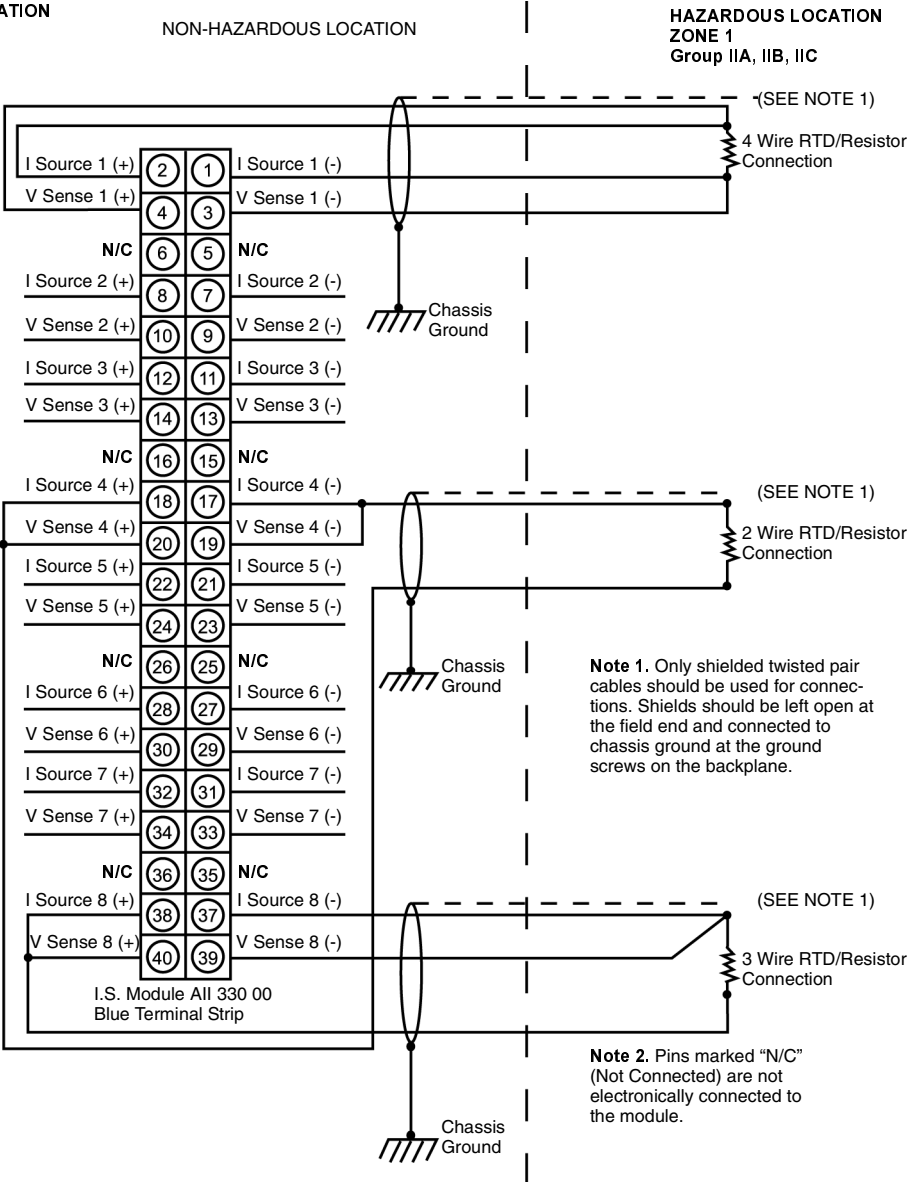 ATION
NON-HAZARDOUS LOCATION
HAZARDOUS LOCATION
ZONE 1
Group IIA, IIB, IIC
(SEE NOTE 1)
4 Wire RTD/Resistor
Connection
I Source 1 (+) 2 1 I Source 1 (-)
V Sense 1 (+) 4 3 V Sense 1 (-)
N/C 6 5 N/C
I Source 2 (+) 8 7 I Source 2 (-)
Chassis
Ground
V Sense 2 (+) 10 9 V Sense 2 (-)
I Source 3 (+) 12 11 I Source 3 (-)
V Sense 3 (+) 14 13 V Sense 3 (-)
N/C 16 15 N/C
I Source 4 (+) 18 17 I Source 4 (-)
(SEE NOTE 1)
V Sense 4 (+) 20 19 V Sense 4 (-)
2 Wire RTD/Resistor
Connection
I Source 5 (+) 22 21 I Source 5 (-)
V Sense 5 (+) 24 23 V Sense 5 (-)
N/C 26 25 N/C
Chassis
Ground
I Source 6 (+) 28 27 I Source 6 (-)
V Sense 6 (+) 30 29 V Sense 6 (-)
I Source 7 (+) 32 31 I Source 7 (-)
V Sense 7 (+) 34 33 V Sense 7 (-)
Note 1. Only shielded twisted pair
cables should be used for connec-
tions. Shields should be left open at
the field end and connected to
chassis ground at the ground
screws on the backplane.
N/C 36 35 N/C
I Source 8 (+) 38 37 I Source 8 (-)
(SEE NOTE 1)
V Sense 8 (+) 40 39 V Sense 8 (-)
3 Wire RTD/Resistor
Connection
I.S. Module AII 330 00
Blue Terminal Strip
Note 2. Pins marked “N/C”
(Not Connected) are not
electronically connected to
the module.
Chassis
Ground